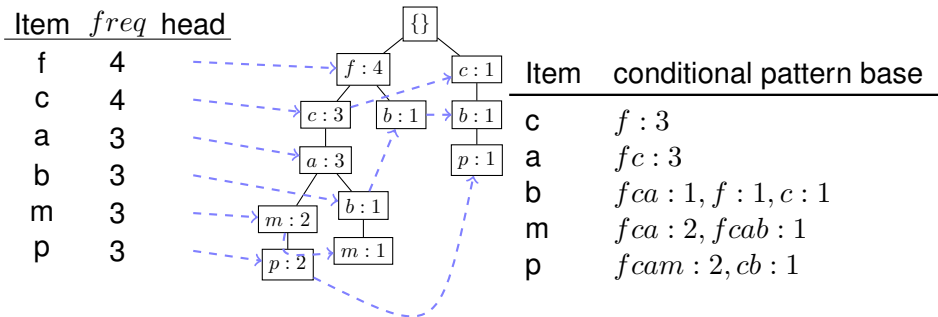 Item freq head
f 4
c 4
a 3
b 3
m 3
p 3
{}
f : 4
c : 1
c : 3
b : 1
b : 1
a : 3
p : 1
m : 2
b : 1
p : 2
m : 1
Item conditional pattern base
c f : 3
a fc : 3
b fca : 1, f : 1, c : 1
m fca : 2, fcab : 1
p fcam : 2, cb : 1